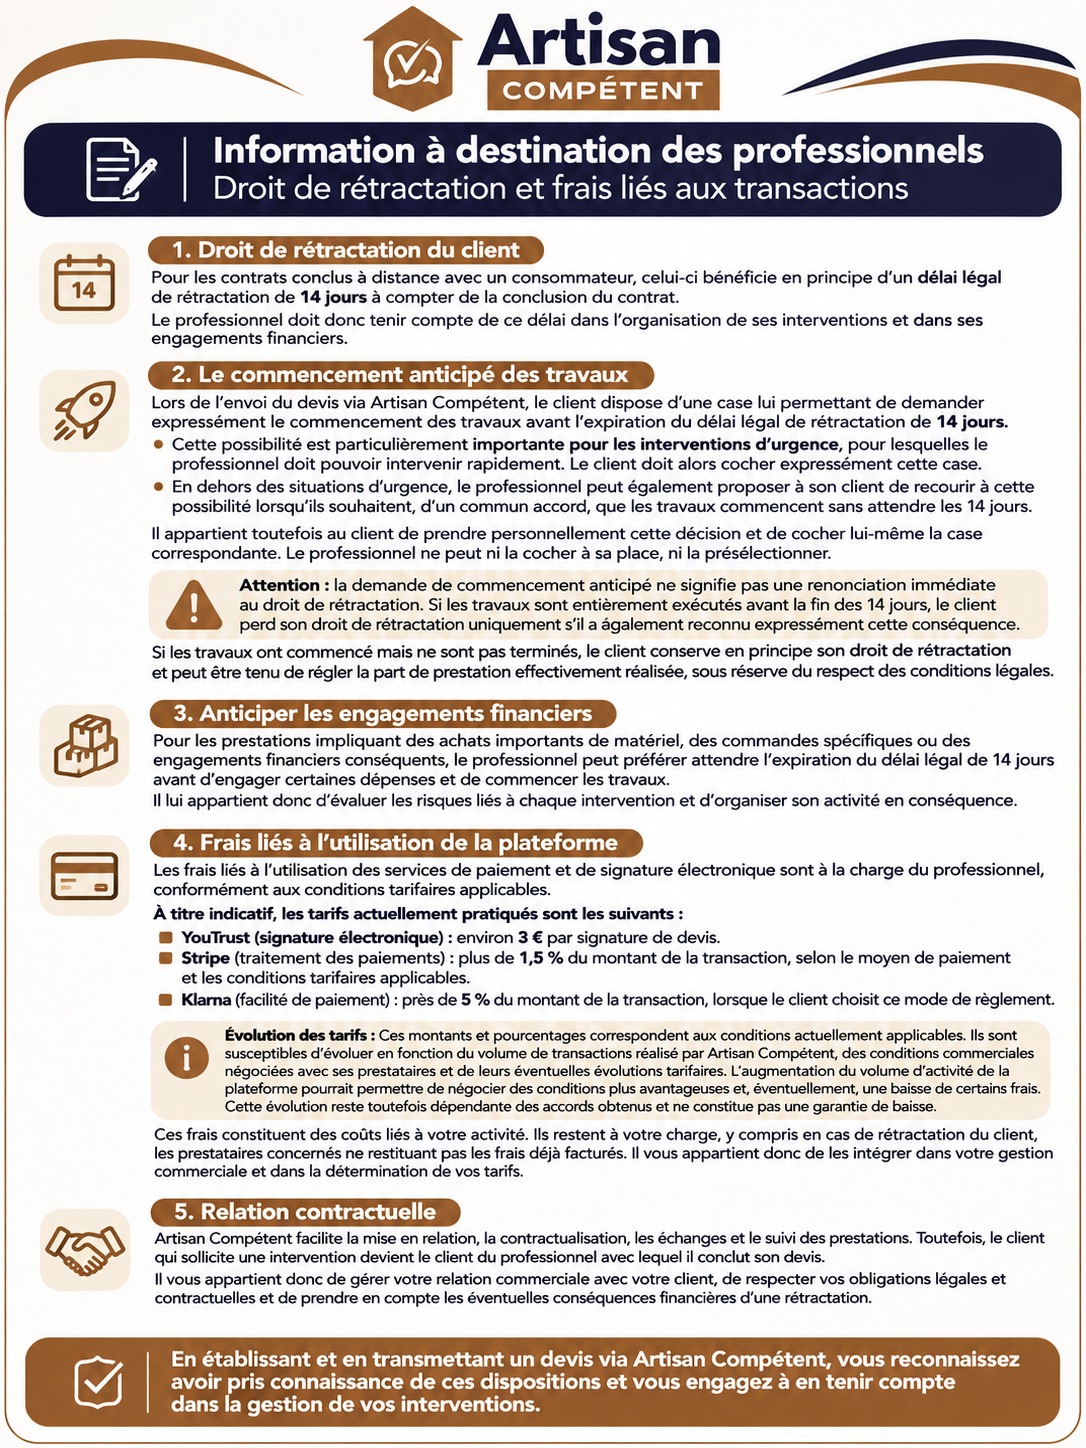 Artisan
COMPÉTENT
Information à destination des professionnels
Droit de rétractation et frais liés aux transactions
14
1. Droit de rétractation du client
Pour les contrats conclus à distance avec un consommateur, celui-ci bénéficie en principe d'un délai légal
de rétractation de 14 jours à compter de la conclusion du contrat.
Le professionnel doit donc tenir compte de ce délai dans l'organisation de ses interventions et dans ses
engagements financiers.
2. Le commencement anticipé des travaux
Lors de l'envoi du devis via Artisan Compétent, le client dispose d'une case lui permettant de demander
expressément le commencement des travaux avant l'expiration du délai légal de rétractation de 14 jours.
• Cette possibilité est particulièrement importante pour les interventions d'urgence, pour lesquelles le
professionnel doit pouvoir intervenir rapidement. Le client doit alors cocher expressément cette case.
• En dehors des situations d'urgence, le professionnel peut également proposer à son client de recourir à cette
possibilité lorsqu'ils souhaitent, d'un commun accord, que les travaux commencent sans attendre les 14 jours.
Il appartient toutefois au client de prendre personnellement cette décision et de cocher lui-même la case
correspondante. Le professionnel ne peut ni la cocher à sa place, ni la présélectionner.
Attention : la demande de commencement anticipé ne signifie pas une renonciation immédiate
au droit de rétractation. Si les travaux sont entièrement exécutés avant la fin des 14 jours, le client
perd son droit de rétractation uniquement s'il a également reconnu expressément cette conséquence.
Si les travaux ont commencé mais ne sont pas terminés, le client conserve en principe son droit de rétractation
et peut être tenu de régler la part de prestation effectivement réalisée, sous réserve du respect des conditions légales.
3. Anticiper les engagements financiers
Pour les prestations impliquant des achats importants de matériel, des commandes spécifiques ou des
engagements financiers conséquents, le professionnel peut préférer attendre l'expiration du délai légal de 14 jours
avant d'engager certaines dépenses et de commencer les travaux.
Il lui appartient donc d'évaluer les risques liés à chaque intervention et d'organiser son activité en conséquence.
4. Frais liés à l'utilisation de la plateforme
Les frais liés à l'utilisation des services de paiement et de signature électronique sont à la charge du professionnel,
conformément aux conditions tarifaires applicables.
À titre indicatif, les tarifs actuellement pratiqués sont les suivants :
YouTrust (signature électronique) : environ 3 € par signature de devis.
Stripe (traitement des paiements) : plus de 1,5 % du montant de la transaction, selon le moyen de paiement
et les conditions tarifaires applicables.
Klarna (facilité de paiement) : près de 5 % du montant de la transaction, lorsque le client choisit ce mode de règlement.
Évolution des tarifs : Ces montants et pourcentages correspondent aux conditions actuellement applicables. Ils sont
susceptibles d'évoluer en fonction du volume de transactions réalisé par Artisan Compétent, des conditions commerciales
négociées avec ses prestataires et de leurs éventuelles évolutions tarifaires. L'augmentation du volume d'activité de la
plateforme pourrait permettre de négocier des conditions plus avantageuses et, éventuellement, une baisse de certains frais.
Cette évolution reste toutefois dépendante des accords obtenus et ne constitue pas une garantie de baisse.
Ces frais constituent des coûts liés à votre activité. Ils restent à votre charge, y compris en cas de rétractation du client,
les prestataires concernés ne restituant pas les frais déjà facturés. Il vous appartient donc de les intégrer dans votre gestion
commerciale et dans la détermination de vos tarifs.
5. Relation contractuelle
Artisan Compétent facilite la mise en relation, la contractualisation, les échanges et le suivi des prestations. Toutefois, le client
qui sollicite une intervention devient le client du professionnel avec lequel il conclut son devis.
Il vous appartient donc de gérer votre relation commerciale avec votre client, de respecter vos obligations légales et
contractuelles et de prendre en compte les éventuelles conséquences financières d'une rétractation.
En établissant et en transmettant un devis via Artisan Compétent, vous reconnaissez
avoir pris connaissance de ces dispositions et vous engagez à en tenir compte
dans la gestion de vos interventions.